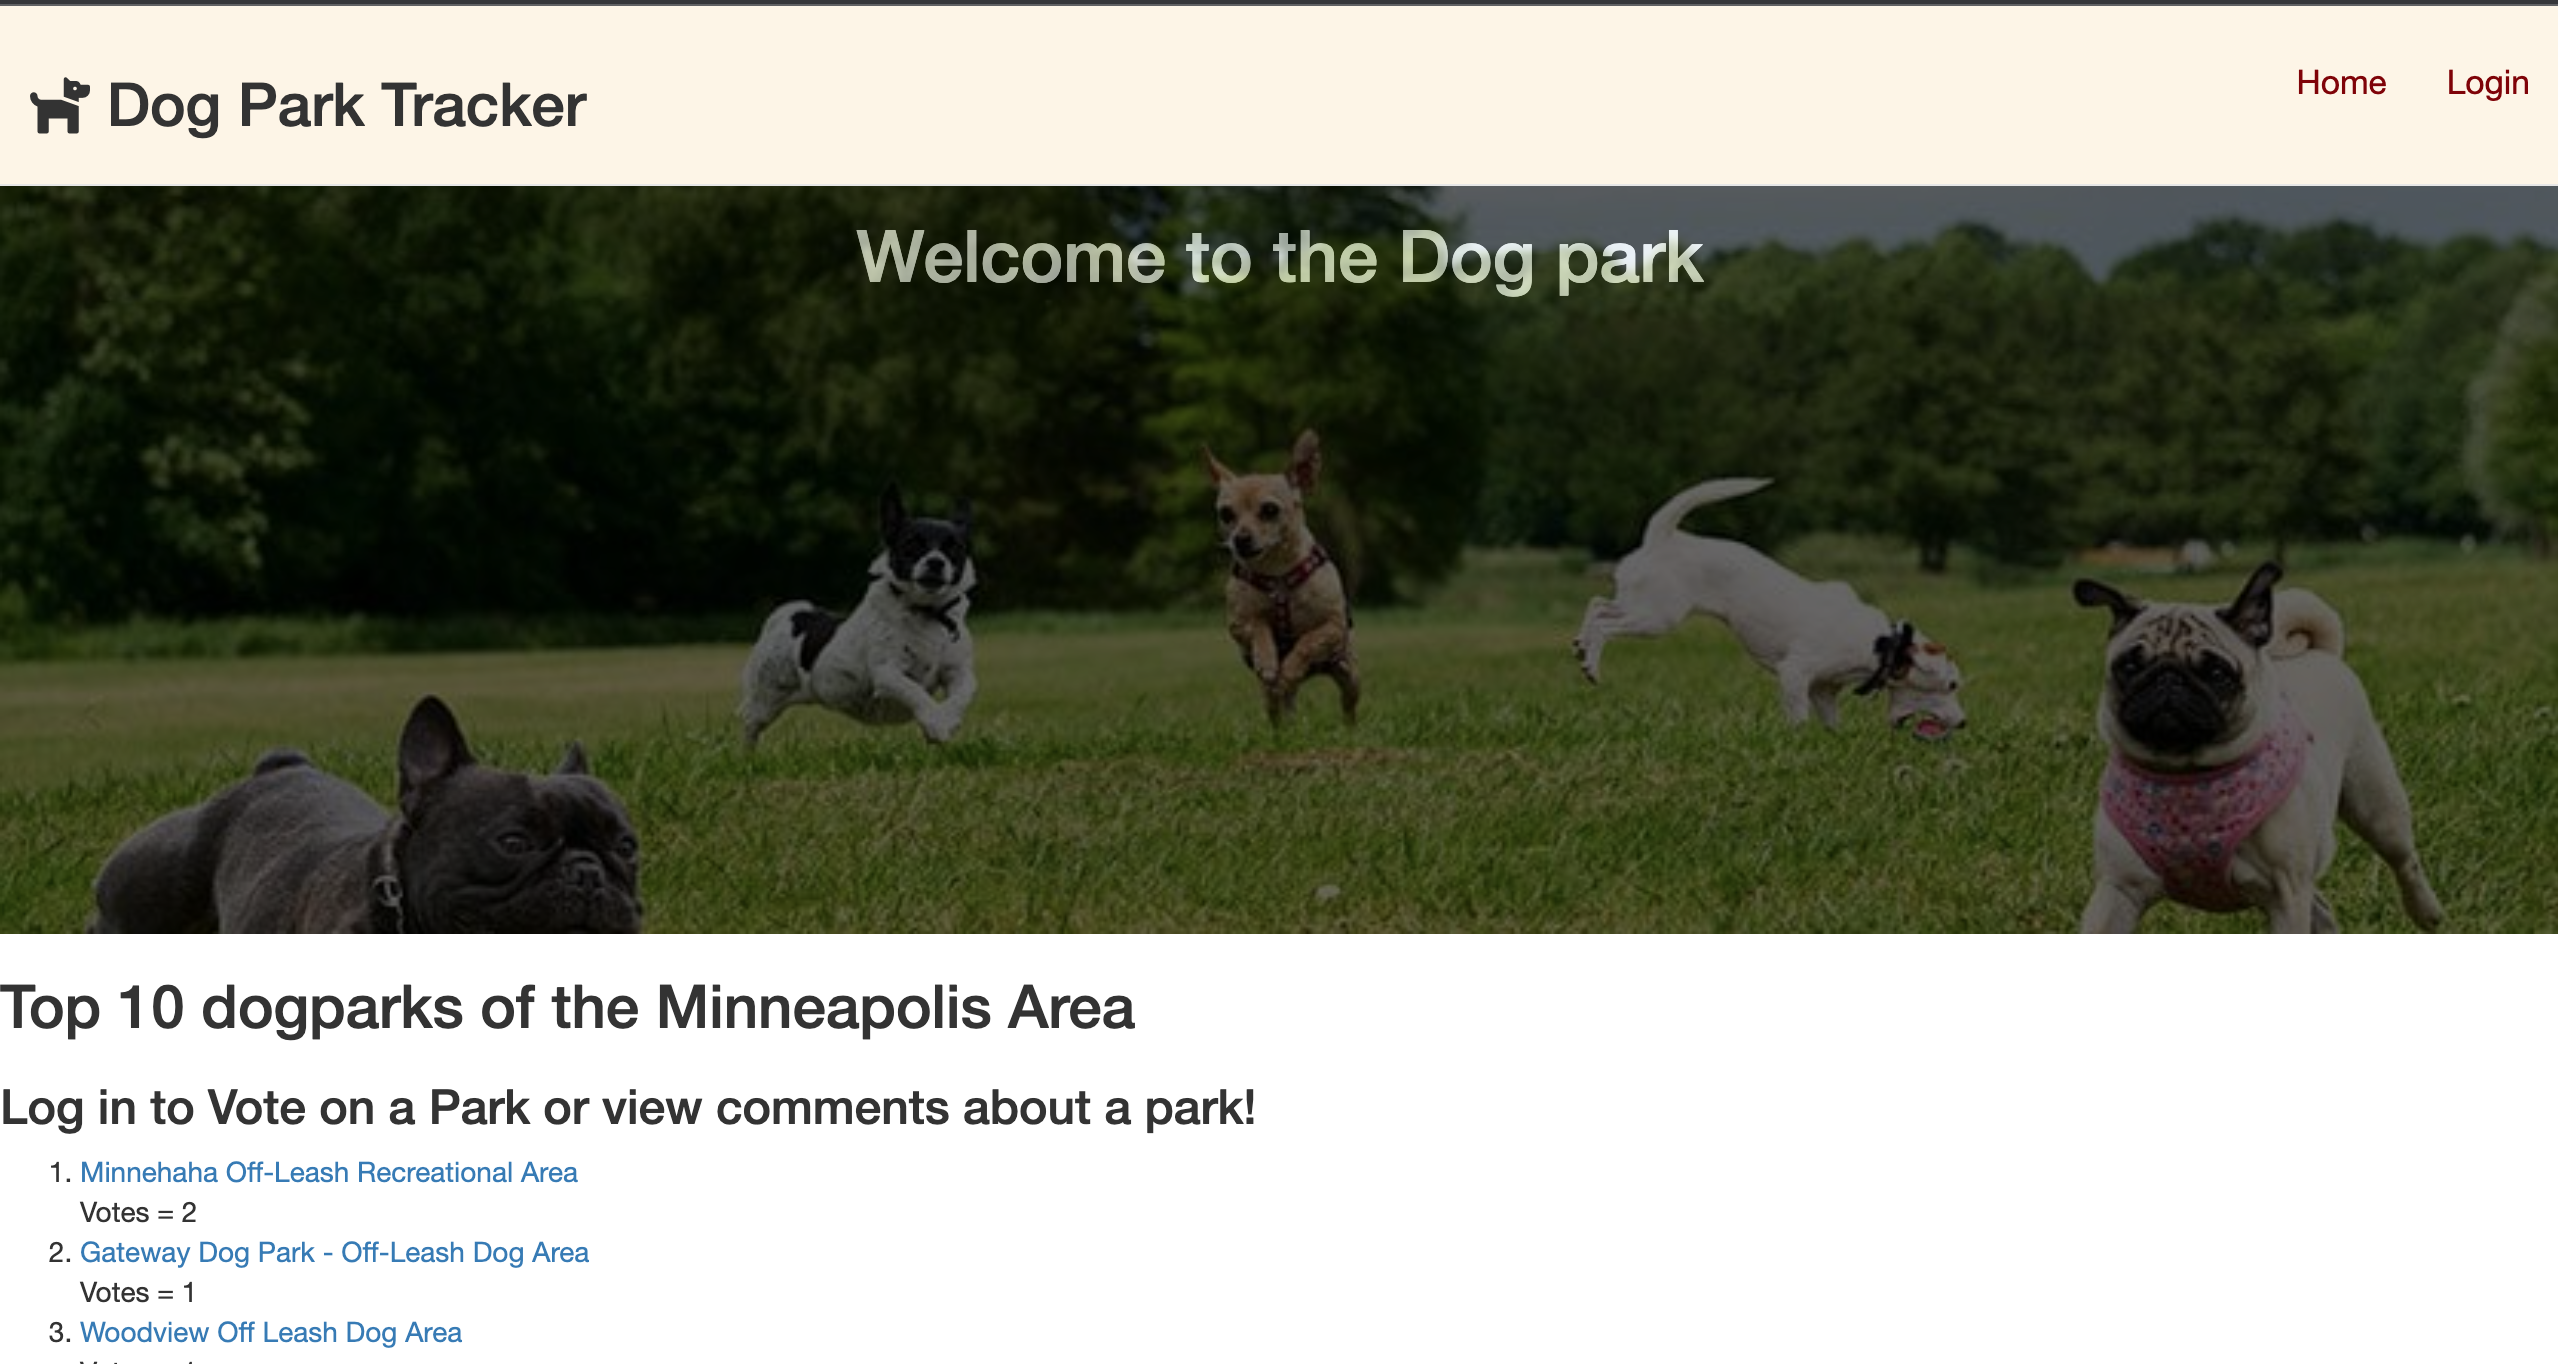 Dog Park Tracker
Home
Login
Welcome to the Dog park
Top 10 dogparks of the Minneapolis Area
Log in to Vote on a Park or view comments about a park!
1. Minnehaha Off-Leash Recreational Area
Votes = 2
2. Gateway Dog Park - Off-Leash Dog Area
Votes = 1
3. Woodview Off Leash Dog Area